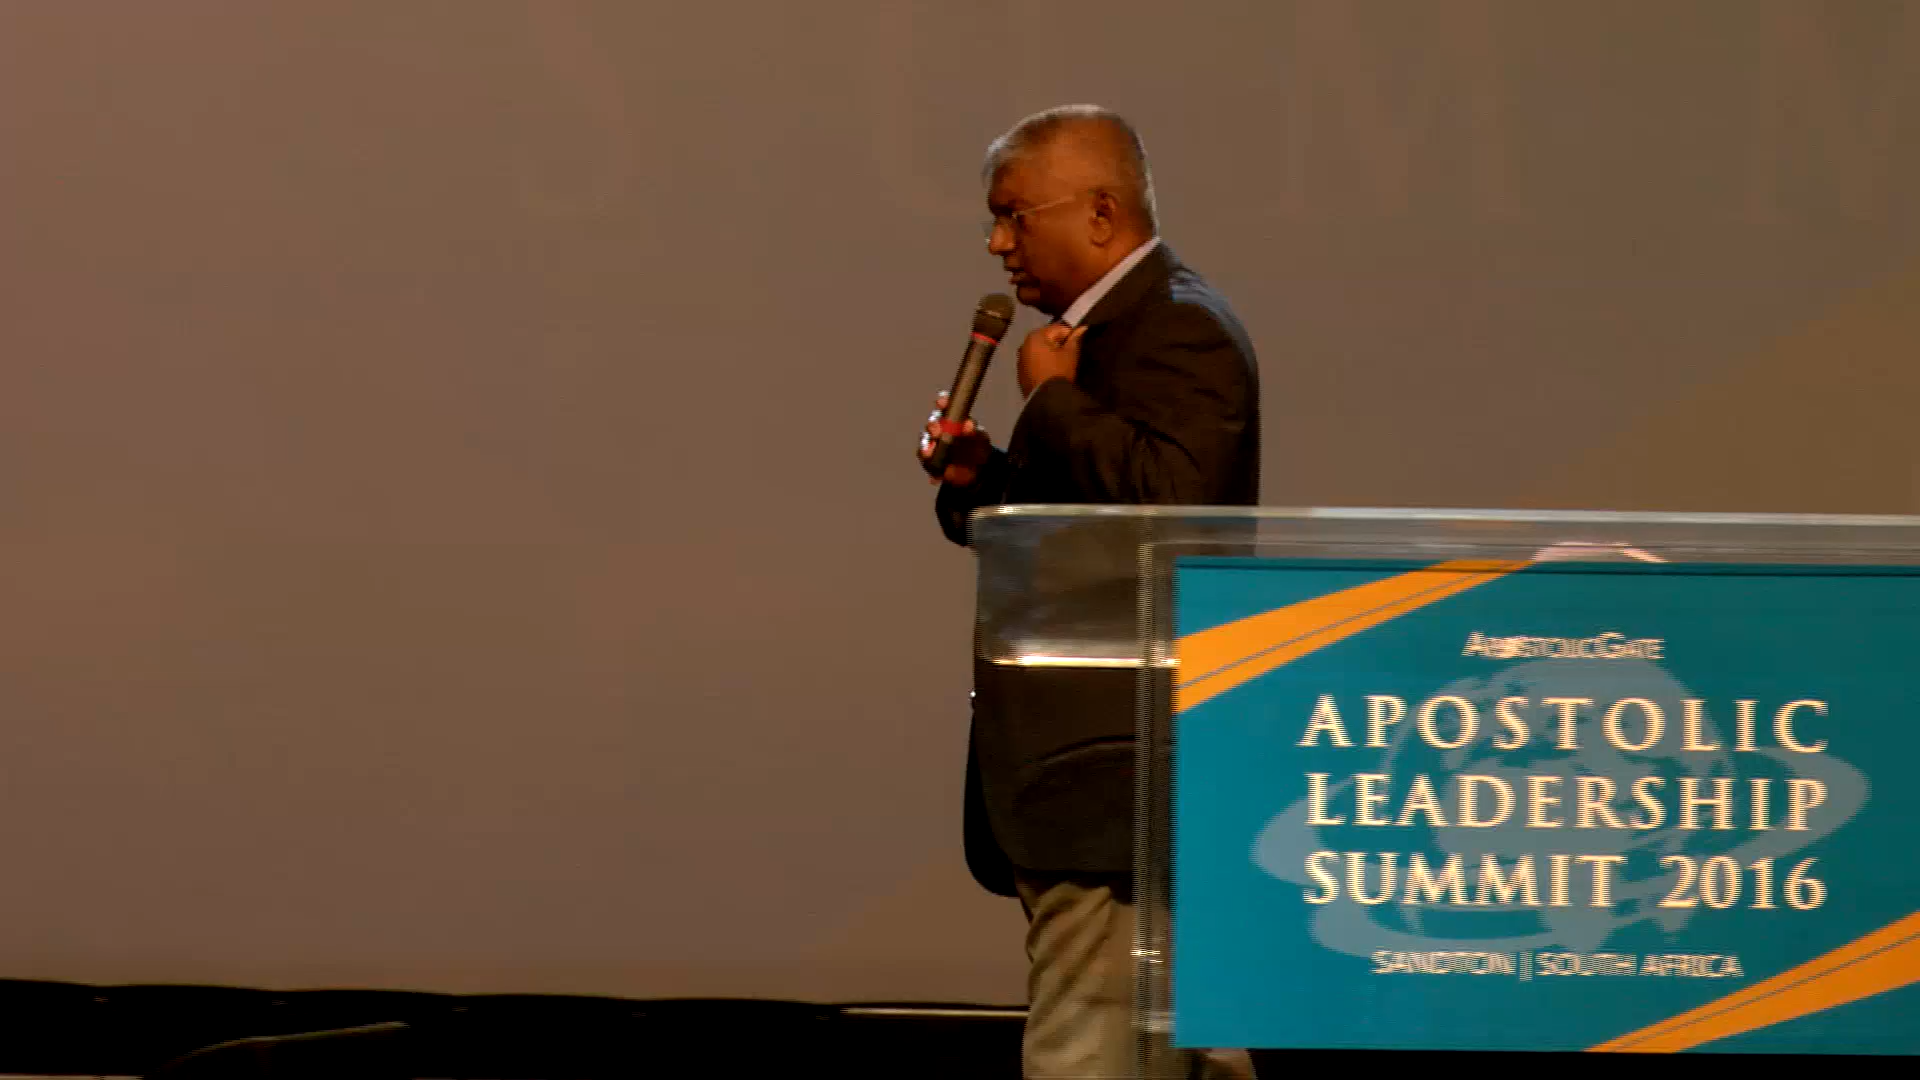 APOSTOLICGATE
APOSTOLIC
LEADERSHIP
SUMMIT 2016
SANDTON | SOUTH AFRICA